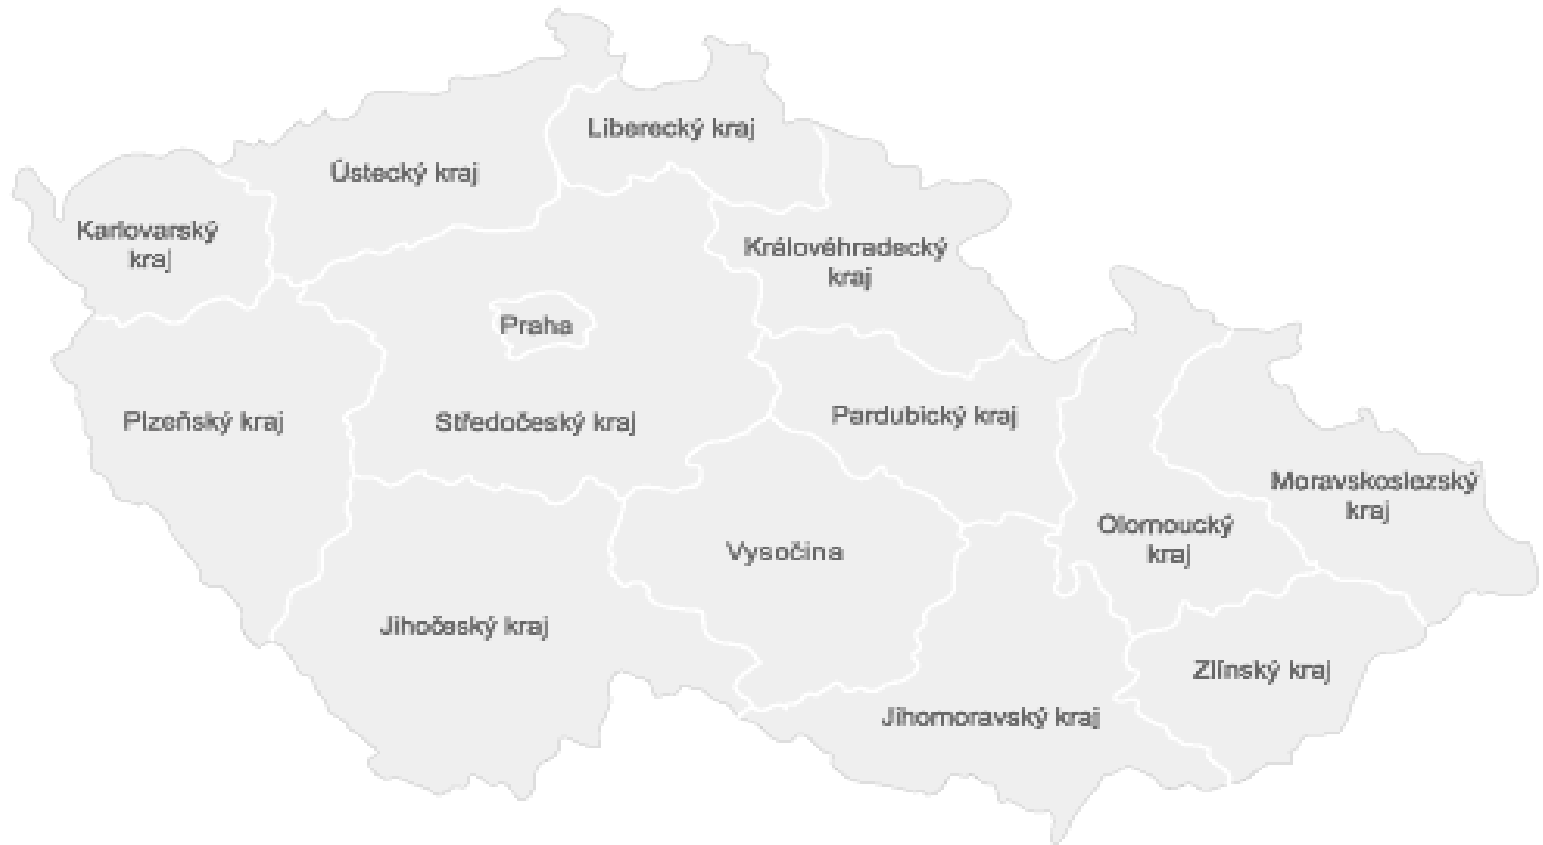 Liberecký kraj
Ústecký kraj
Karlovarský
kraj
Královéhradecký
kraj
Praha
Plzeňský kraj
Středočeský kraj
Pardubický kraj
Moravskoslezský
kraj
Olomoucký
kraj
Vysočina
Jihočeský kraj
Zlínský kraj
Jihomoravský kraj